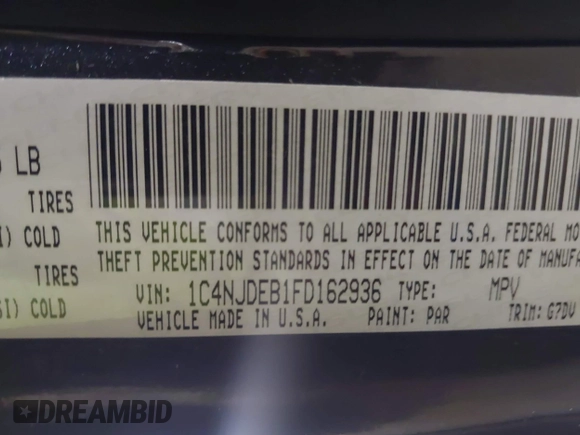 LB
TIRES
COLD
TIRES
COLD
THIS VEHICLE CONFORMS TO ALL APPLICABLE U.S.A. FEDERAL MO
THEFT PREVENTION STANDARDS IN EFFECT ON THE DATE OF MANUFA
VIN: 1C4NJDEB1FD162936 TYPE: MPV
VEHICLE MADE IN U.S.A. PAINT: PAR TRIM: G7DV
DREAMBID